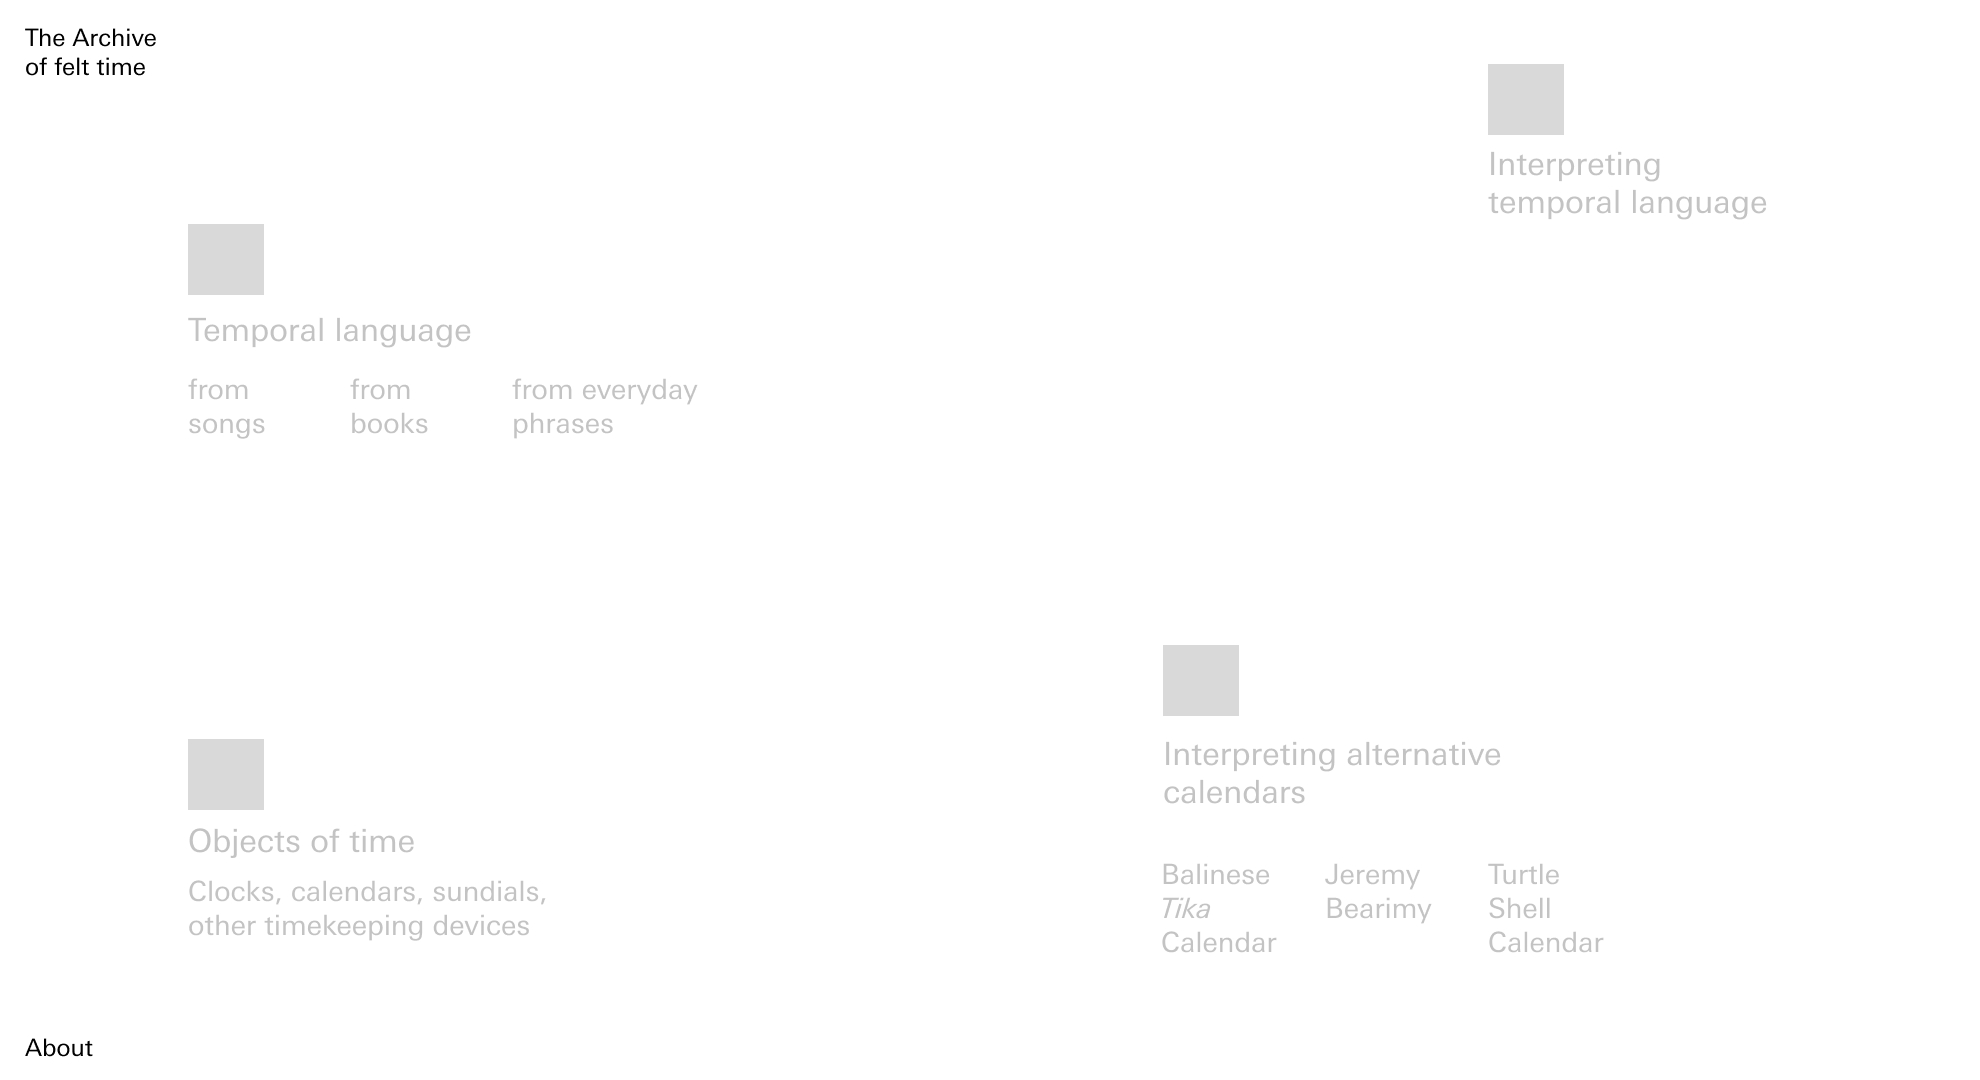 The Archive
of felt time
Interpreting
temporal language
Temporal language
from
songs
from
books
from everyday
phrases
Interpreting alternative
calendars
Balinese
Tika
Calendar
Jeremy
Bearimy
Turtle
Shell
Calendar
Objects of time
Clocks, calendars, sundials,
other timekeeping devices
About